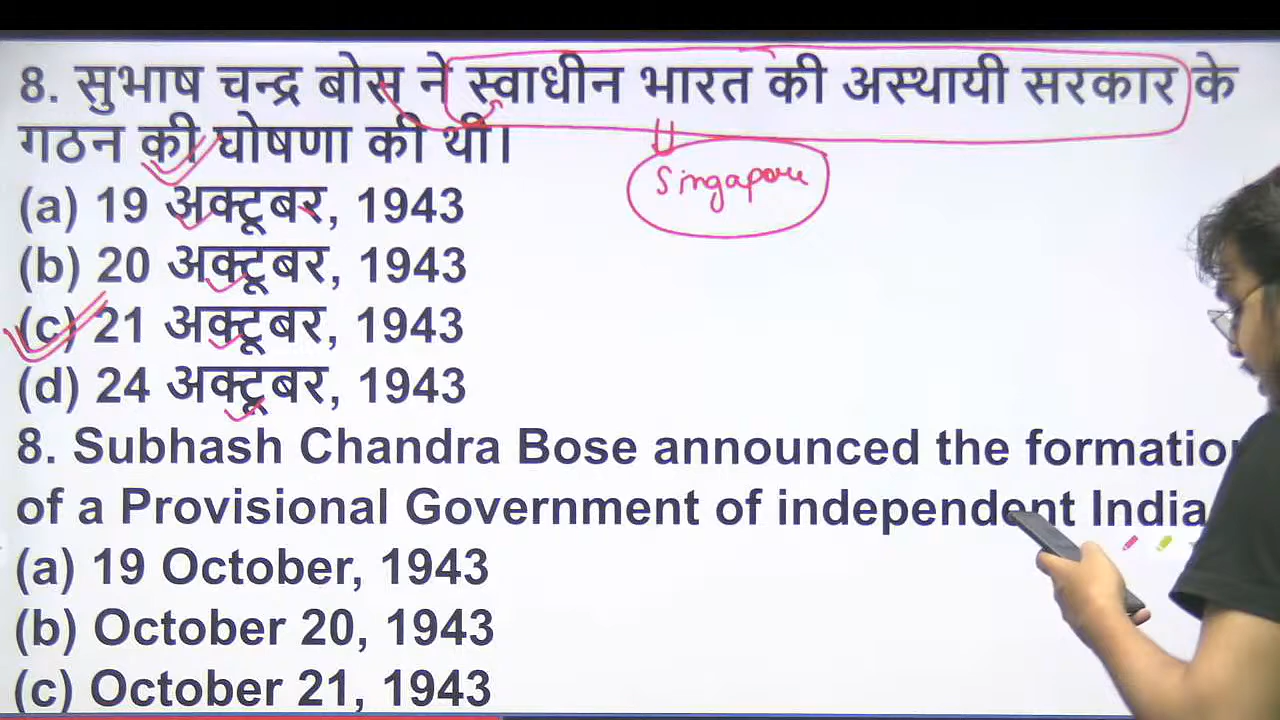 8. सुभाष चन्द्र बोस ने स्वाधीन भारत की अस्थायी सरकार के
गठन की घोषणा की थी।
Singapore
(a) 19 अक्टूबर, 1943
(b) 20 अक्टूबर, 1943
(c) 21 अक्टूबर, 1943
(d) 24 अक्टूबर, 1943
8. Subhash Chandra Bose announced the
of a Provisional Government of independent India
(a) 19 October, 1943
(b) October 20, 1943
(c) October 21, 1943